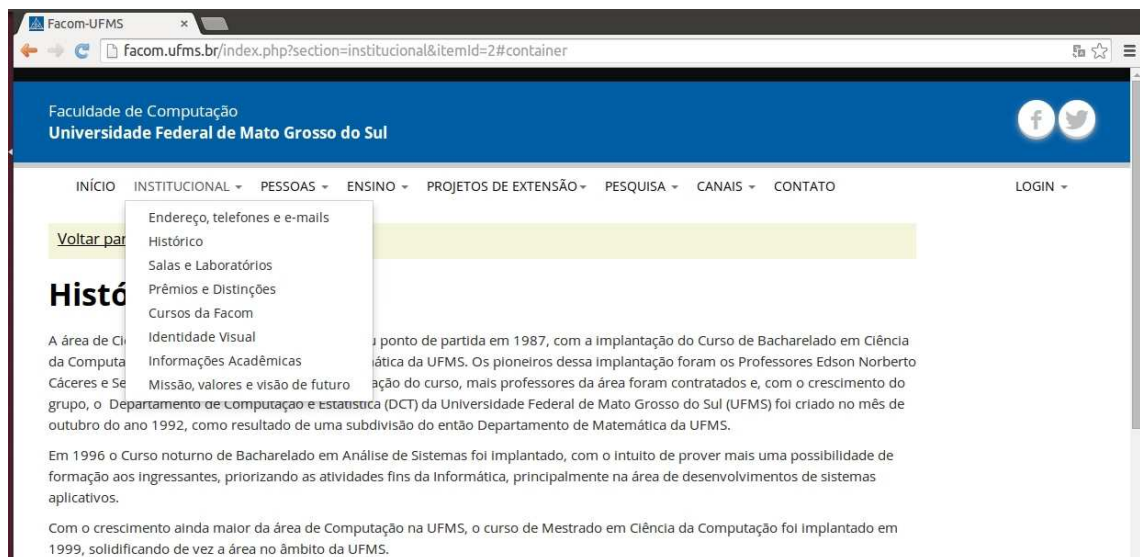 Facom-UFMS
facom.ufms.br/index.php?section=institucional&itemId=2#container
Faculdade de Computação
Universidade Federal de Mato Grosso do Sul
INÍCIO INSTITUCIONAL PESSOAS ENSINO PROJETOS DE EXTENSÃO PESQUISA CANAIS CONTATO LOGIN
Endereço, telefones e e-mails
Voltar par
Histórico
Salas e Laboratórios
Histó
Prêmios e Distinções
Cursos da Facom
Identidade Visual
Informações Acadêmicas
Missão, valores e visão de futuro
A área de Ci ponto de partida em 1987, com a implantação do Curso de Bacharelado em Ciência
da Computa ática da UFMS. Os pioneiros dessa implantação foram os Professores Edson Norberto
Cáceres e Se ação do curso, mais professores da área foram contratados e, com o crescimento do
grupo, o Departamento de Computação e Estatística (DCT) da Universidade Federal de Mato Grosso do Sul (UFMS) foi criado no mês de
outubro do ano 1992, como resultado de uma subdivisão do então Departamento de Matemática da UFMS.
Em 1996 o Curso noturno de Bacharelado em Análise de Sistemas foi implantado, com o intuito de prover mais uma possibilidade de
formação aos ingressantes, priorizando as atividades fins da Informática, principalmente na área de desenvolvimentos de sistemas
aplicativos.
Com o crescimento ainda maior da área de Computação na UFMS, o curso de Mestrado em Ciência da Computação foi implantado em
1999, solidificando de vez a área no âmbito da UFMS.